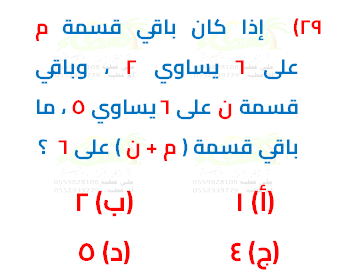 ٢٩) إذا كان باقي قسمة م
على ٦ يساوي ٢ ، وباقي
قسمة ن على ٦ يساوي ٥ ، ما
باقي قسمة ( م + ن ) على ٦ ؟
(أ) ١ (ب) ٢
(ج) ٤ (د) ٥